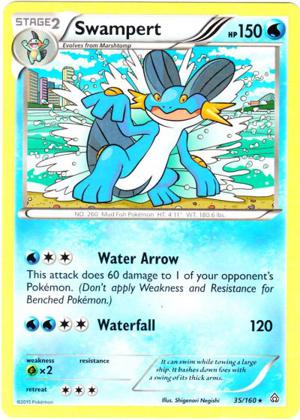 STAGE2 Swampert HP150
Evolves from Marshtomp
NO. 260 Mud Fish Pokémon HT. 4'11" WT. 180.6 lbs.
Water Arrow
This attack does 60 damage to 1 of your opponent's
Pokémon. (Don't apply Weakness and Resistance for
Benched Pokémon.)
Waterfall 120
weakness resistance
×2
retreat
It can swim while towing a large
ship. It bashes down foes with
a swing of its thick arms.
Illus. Shigenori Negishi
©2015 Pokémon
35/160 ★